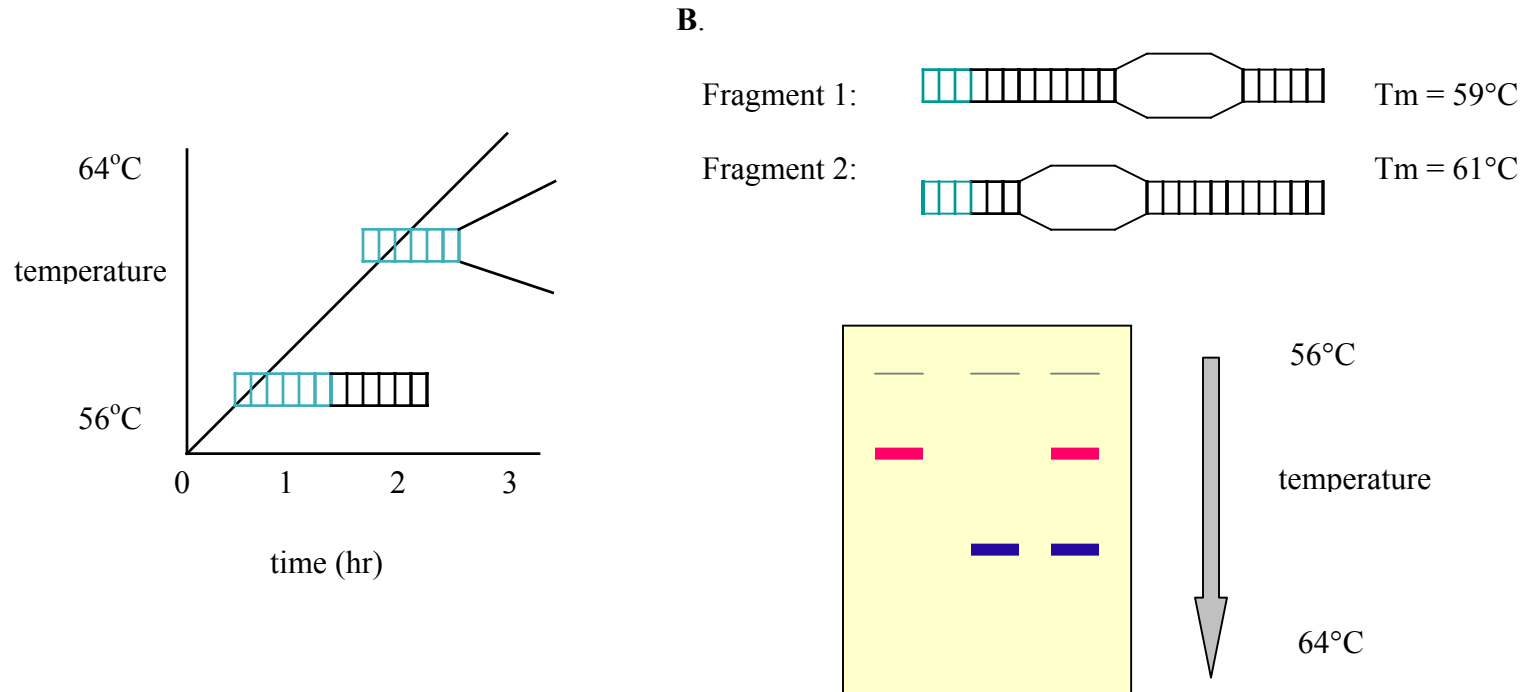 B.
Fragment 1:
Tm = 59°C
Fragment 2:
Tm = 61°C
64°C
temperature
56°C
0 1 2 3
time (hr)
56°C
temperature
64°C